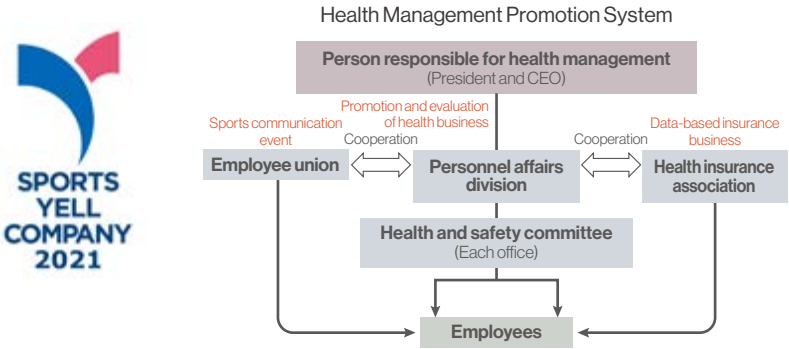 SPORTS
YELL
COMPANY
2021
Health Management Promotion System
Person responsible for health management
(President and CEO)
Promotion and evaluation
of health business
Sports communication
event
Cooperation
Employee union
Personnel affairs
division
Cooperation
Data-based insurance
business
Health insurance
association
Health and safety committee
(Each office)
Employees